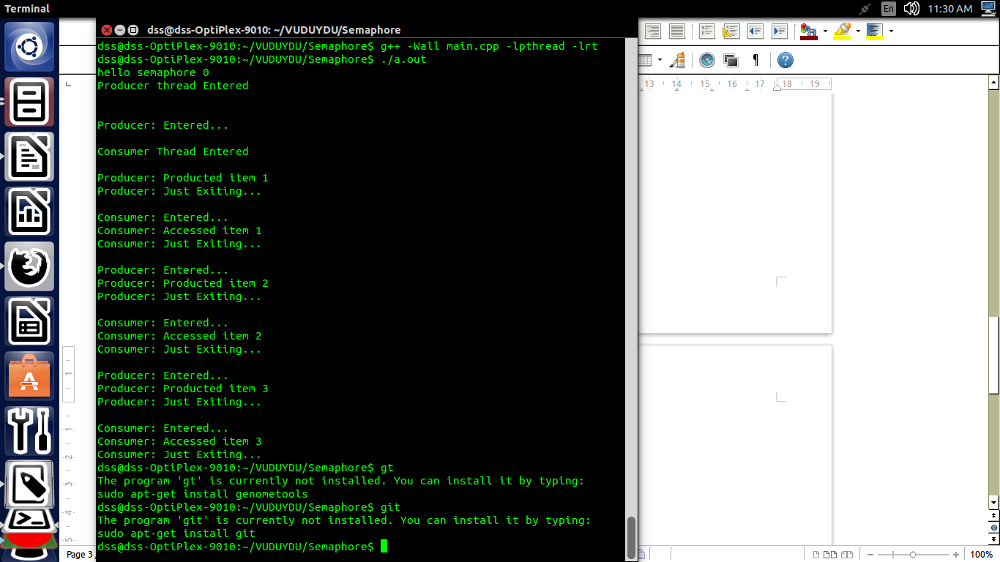 Terminal
En
11:30 AM
dss@dss-OptiPlex-9010: ~/VUDUYDU/Semaphore
dss@dss-OptiPlex-9010:~/VUDUYDU/Semaphore$ g++ -Wall main.cpp -lpthread -lrt
dss@dss-OptiPlex-9010:~/VUDUYDU/Semaphore$ ./a.out
hello semaphore 0
Producer thread Entered
Producer: Entered...
Consumer Thread Entered
Producer: Producted item 1
Producer: Just Exiting...
Consumer: Entered...
Consumer: Accessed item 1
Consumer: Just Exiting...
Producer: Entered...
Producer: Producted item 2
Producer: Just Exiting...
Consumer: Entered...
Consumer: Accessed item 2
Consumer: Just Exiting...
Producer: Entered...
Producer: Producted item 3
Producer: Just Exiting...
Consumer: Entered...
Consumer: Accessed item 3
Consumer: Just Exiting...
dss@dss-OptiPlex-9010:~/VUDUYDU/Semaphore$ gt
The program 'gt' is currently not installed. You can install it by typing:
sudo apt-get install genometools
dss@dss-OptiPlex-9010:~/VUDUYDU/Semaphore$ git
The program 'git' is currently not installed. You can install it by typing:
sudo apt-get install git
dss@dss-OptiPlex-9010:~/VUDUYDU/Semaphore$
13 14 15 16 17 18 19
1
1
2
3
4
5
Page 3
100%